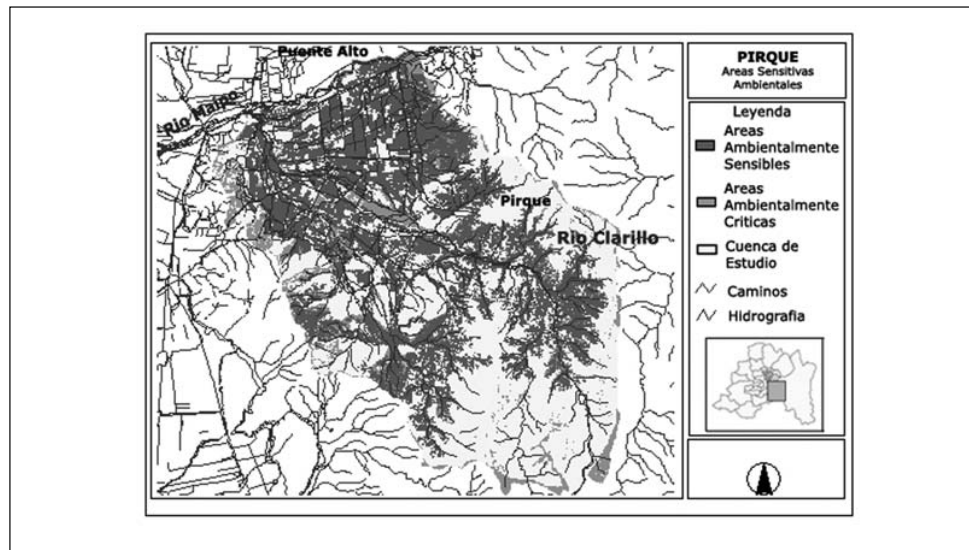 Puente Alto
Rio Maipo
Pirque
Rio Clarillo
PIRQUE
Areas Sensitivas
Ambientales
Leyenda
Areas
Ambientalmente
Sensibles
Areas
Ambientalmente
Criticas
Cuenca de
Estudio
Caminos
Hidrografia